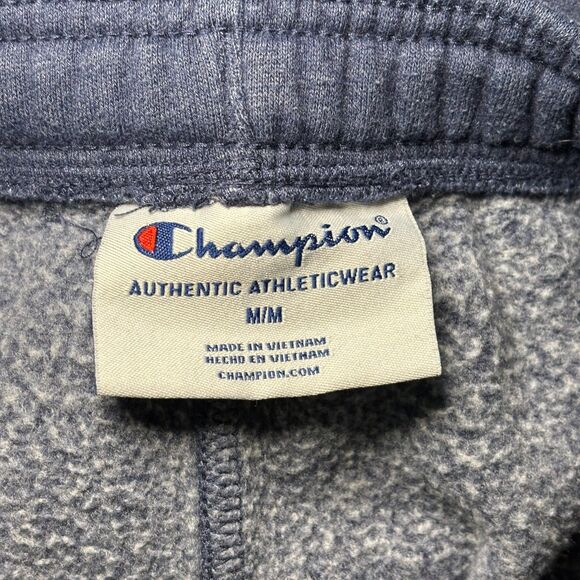 Champion®
AUTHENTIC ATHLETICWEAR
M/M
MADE IN VIETNAM
HECHO EN VIETNAM
CHAMPION.COM